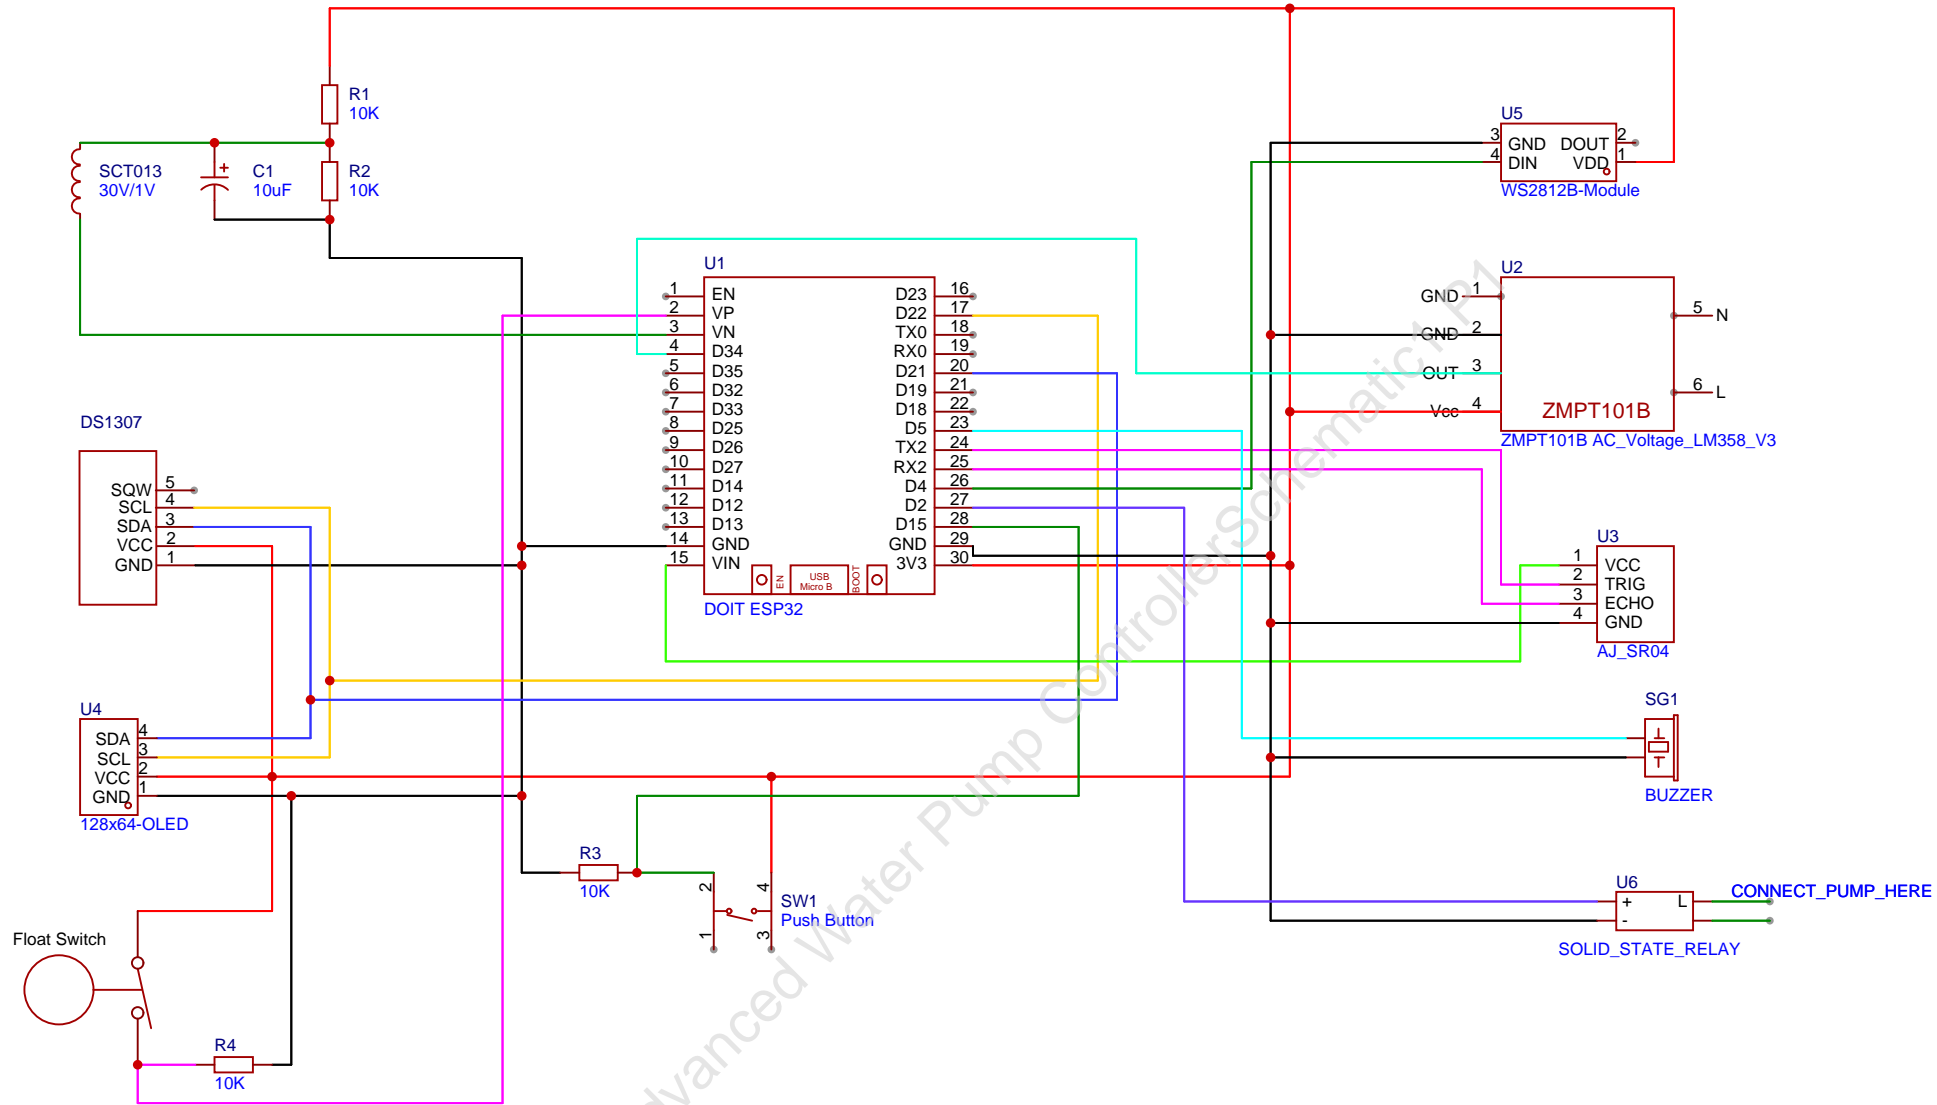 R1
10K
SCT013
30V/1V
C1
+
10uF
R2
10K
U5
3 GND DOUT 2
4 DIN VDD 1
WS2812B-Module
U1
1 EN D23 16
2 VP D22 17
3 VN TX0 18
4 D34 RX0 19
5 D35 D21 20
6 D32 D19 21
7 D33 D18 22
8 D25 D5 23
9 D26 TX2 24
10 D27 RX2 25
11 D14 D4 26
12 D12 D2 27
13 D13 D15 28
14 GND GND 29
15 VIN 3V3 30
EN
USB
Micro B
BOOT
DOIT ESP32
U2
GND 1
GND 2
OUT 3
Vcc 4
5 N
6 L
ZMPT101B
ZMPT101B AC_Voltage_LM358_V3
DS1307
SQW 5
SCL 4
SDA 3
VCC 2
GND 1
U3
1 VCC
2 TRIG
3 ECHO
4 GND
AJ_SR04
U4
SDA 4
SCL 3
VCC 2
GND 1
128x64-OLED
SG1
BUZZER
R3
10K
2 4
1 3
SW1
Push Button
U6
+ L
-
CONNECT_PUMP_HERE
SOLID_STATE_RELAY
Float Switch
R4
10K
dvanced Water Pump ControllerSchematic1 P1